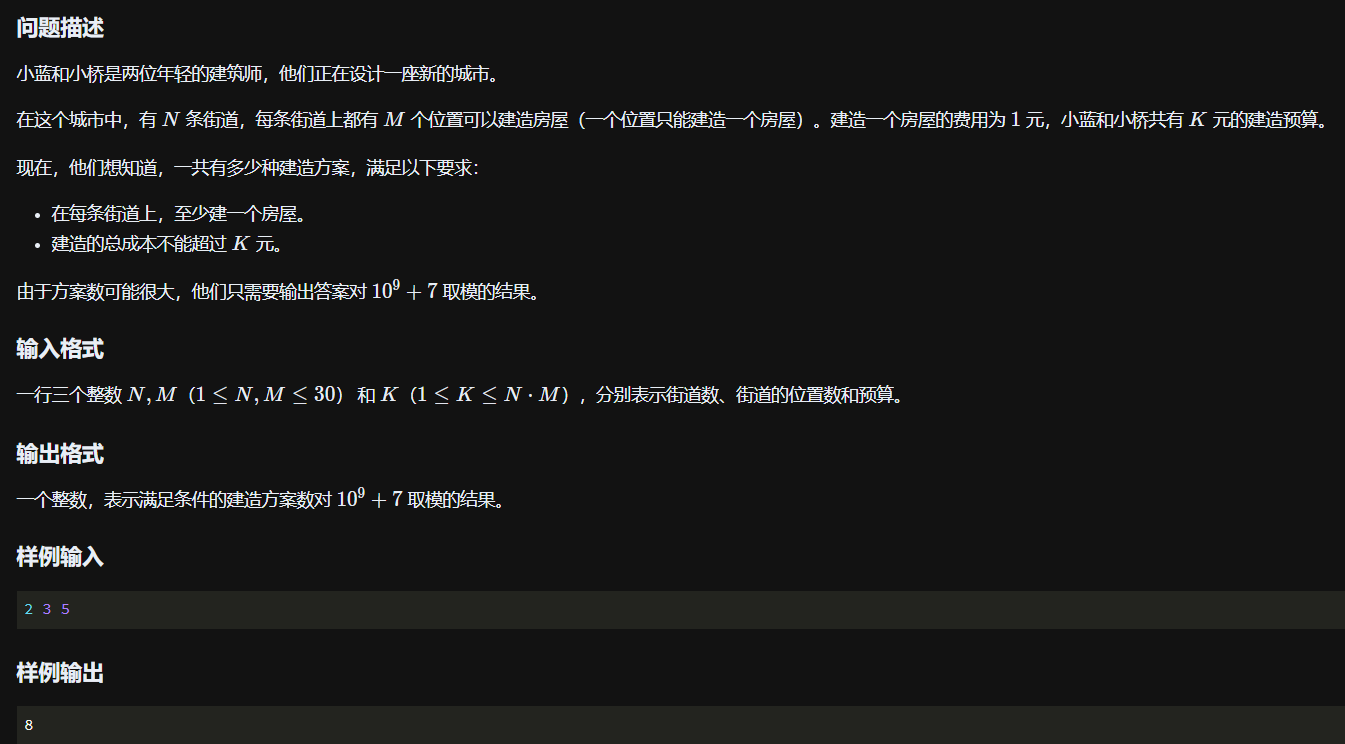 问题描述
小蓝和小桥是两位年轻的建筑师，他们正在设计一座新的城市。
在这个城市中，有 N 条街道，每条街道上都有 M 个位置可以建造房屋（一个位置只能建造一个房屋）。建造一个房屋的费用为 1 元，小蓝和小桥共有 K 元的建造预算。
现在，他们想知道，一共有多少种建造方案，满足以下要求：
• 在每条街道上，至少建一个房屋。
• 建造的总成本不能超过 K 元。
由于方案数可能很大，他们只需要输出答案对 10⁹ + 7 取模的结果。
输入格式
一行三个整数 N, M（1 ≤ N, M ≤ 30） 和 K（1 ≤ K ≤ N · M），分别表示街道数、街道的位置数和预算。
输出格式
一个整数，表示满足条件的建造方案数对 10⁹ + 7 取模的结果。
样例输入
2 3 5
样例输出
8